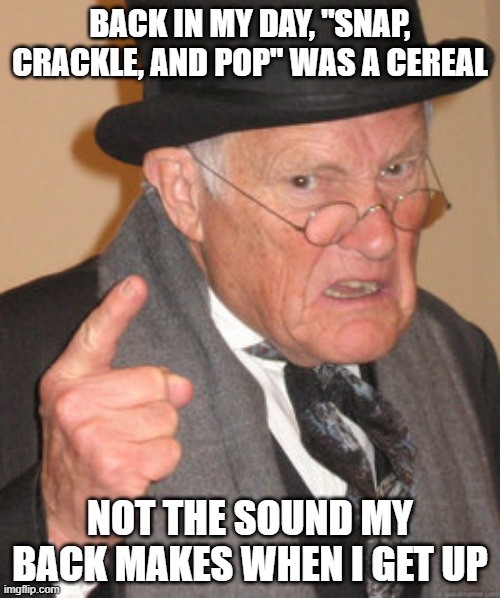 BACK IN MY DAY, "SNAP,
CRACKLE, AND POP" WAS A CEREAL
NOT THE SOUND MY
BACK MAKES WHEN I GET UP
imgflip.com